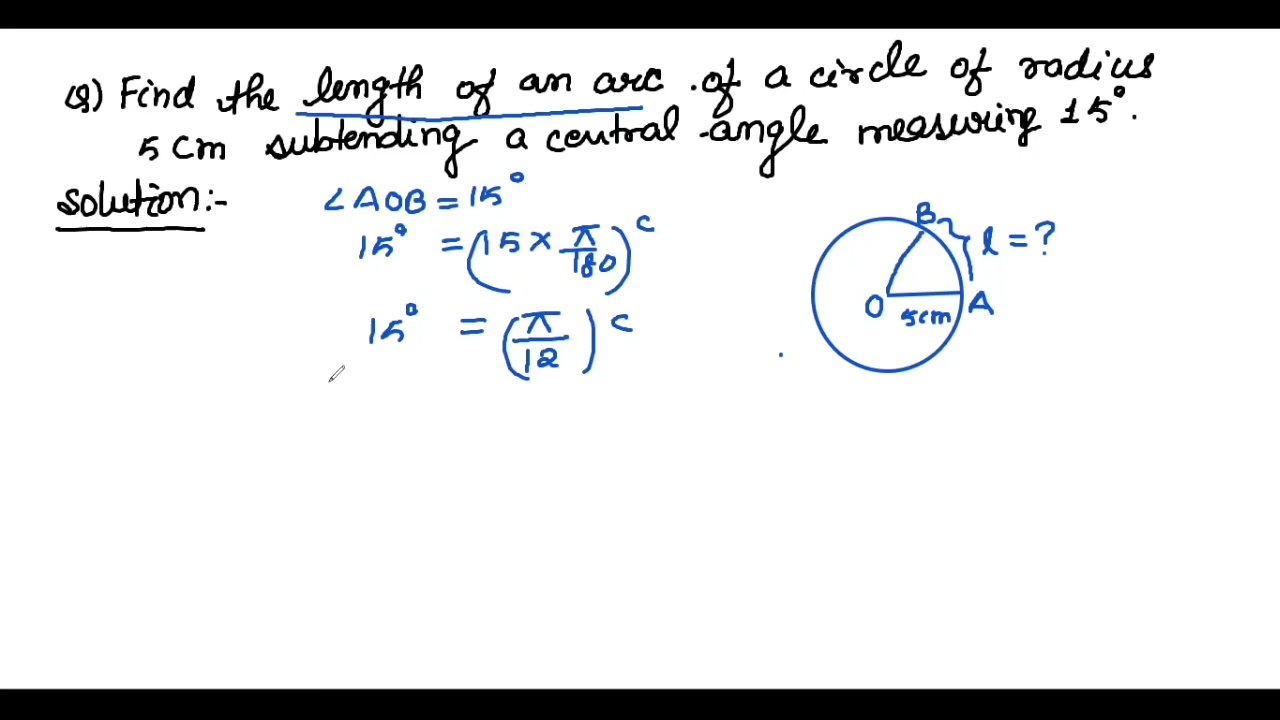 Q) Find the length of an arc of a circle of radius
5 cm subtending a central angle measuring 15°.
Solution:-
∠AOB = 15°
15° = (15 × π/180)ᶜ
15° = (π/12)ᶜ
B
l = ?
O
A
5cm